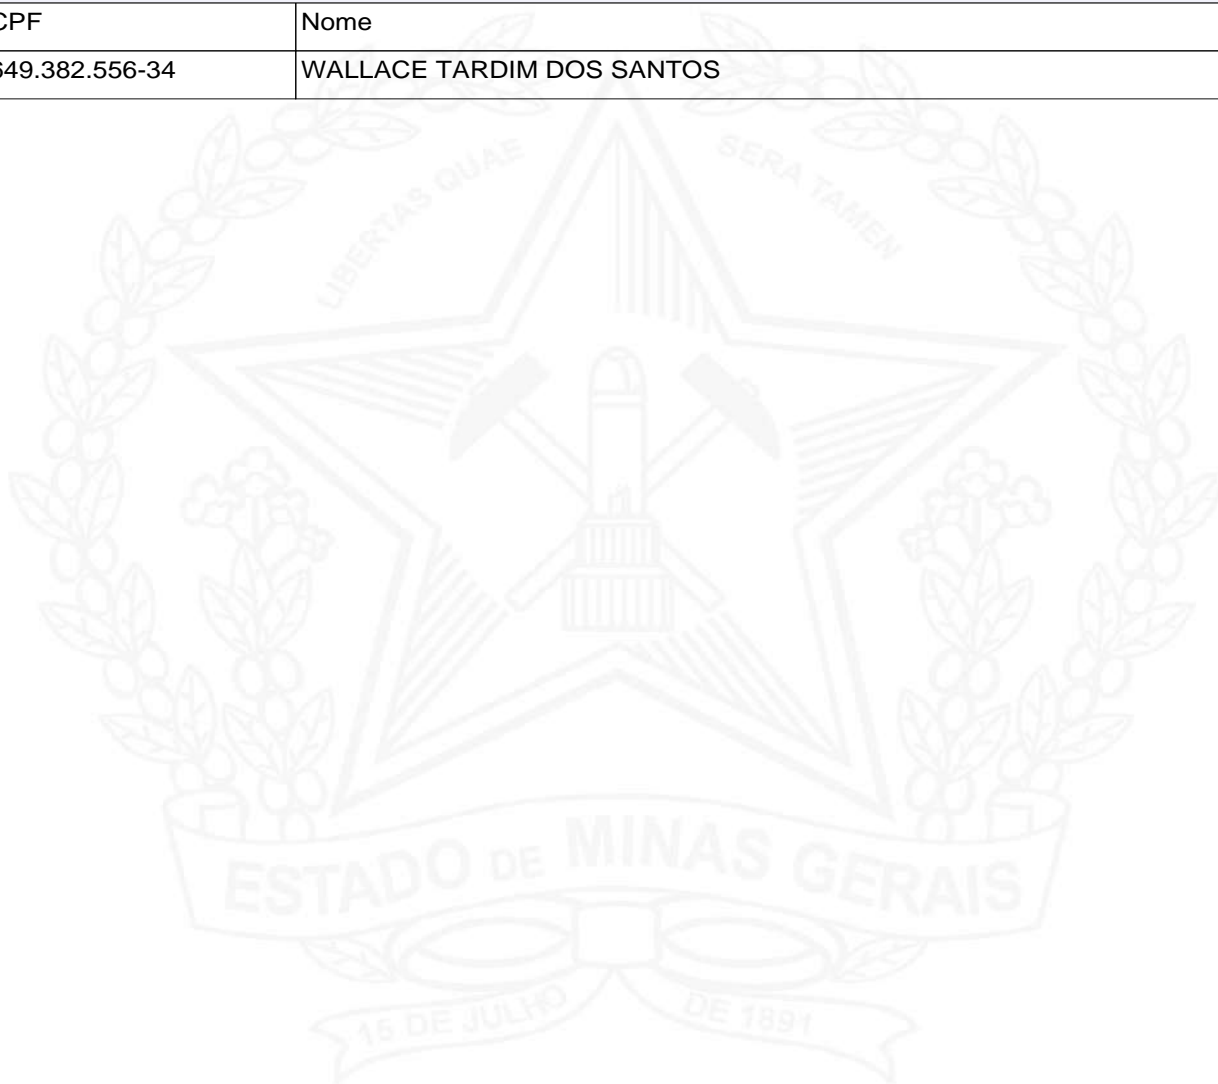 CPF Nome
649.382.556-34 WALLACE TARDIM DOS SANTOS
LIBERTAS QUAE SERA TAMEN
ESTADO DE MINAS GERAIS
15 DE JULHO DE 1891